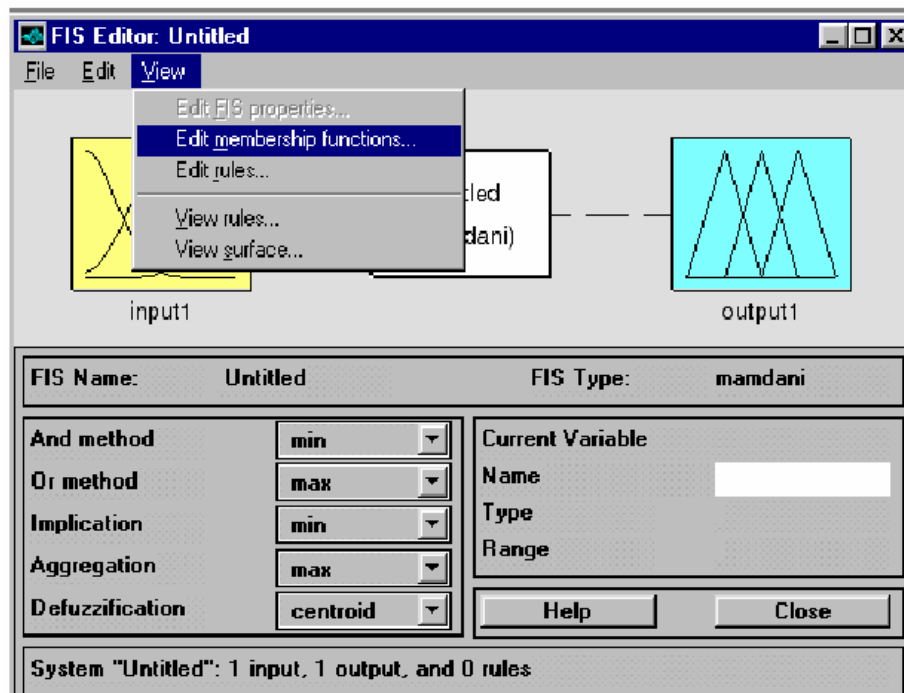 FIS Editor: Untitled
File Edit View
Edit FIS properties...
Edit membership functions...
Edit rules...
View rules...
View surface...
tled
dani)
input1
output1
FIS Name: Untitled FIS Type: mamdani
And method min
Or method max
Implication min
Aggregation max
Defuzzification centroid
Current Variable
Name
Type
Range
Help Close
System "Untitled": 1 input, 1 output, and 0 rules